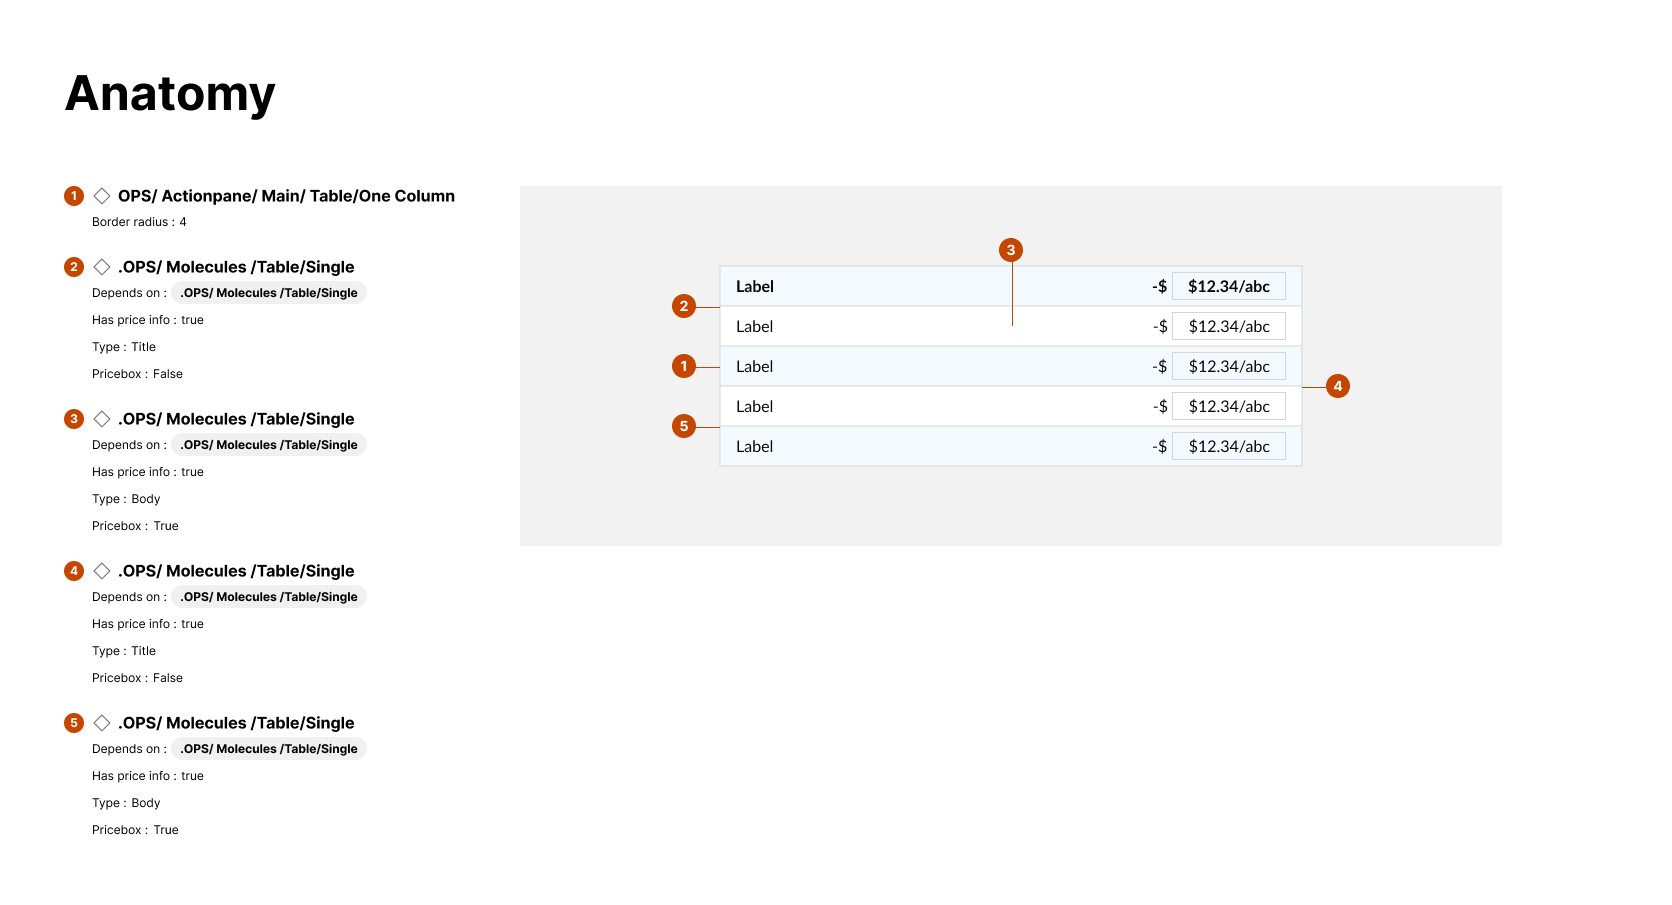 Anatomy
1 OPS/ Actionpane/ Main/ Table/One Column
Border radius : 4
2 .OPS/ Molecules /Table/Single
Depends on : .OPS/ Molecules /Table/Single
Has price info : true
Type : Title
Pricebox : False
3 .OPS/ Molecules /Table/Single
Depends on : .OPS/ Molecules /Table/Single
Has price info : true
Type : Body
Pricebox : True
4 .OPS/ Molecules /Table/Single
Depends on : .OPS/ Molecules /Table/Single
Has price info : true
Type : Title
Pricebox : False
5 .OPS/ Molecules /Table/Single
Depends on : .OPS/ Molecules /Table/Single
Has price info : true
Type : Body
Pricebox : True
3
Label -$ $12.34/abc
2
Label -$ $12.34/abc
1 Label -$ $12.34/abc
4
Label -$ $12.34/abc
5
Label -$ $12.34/abc